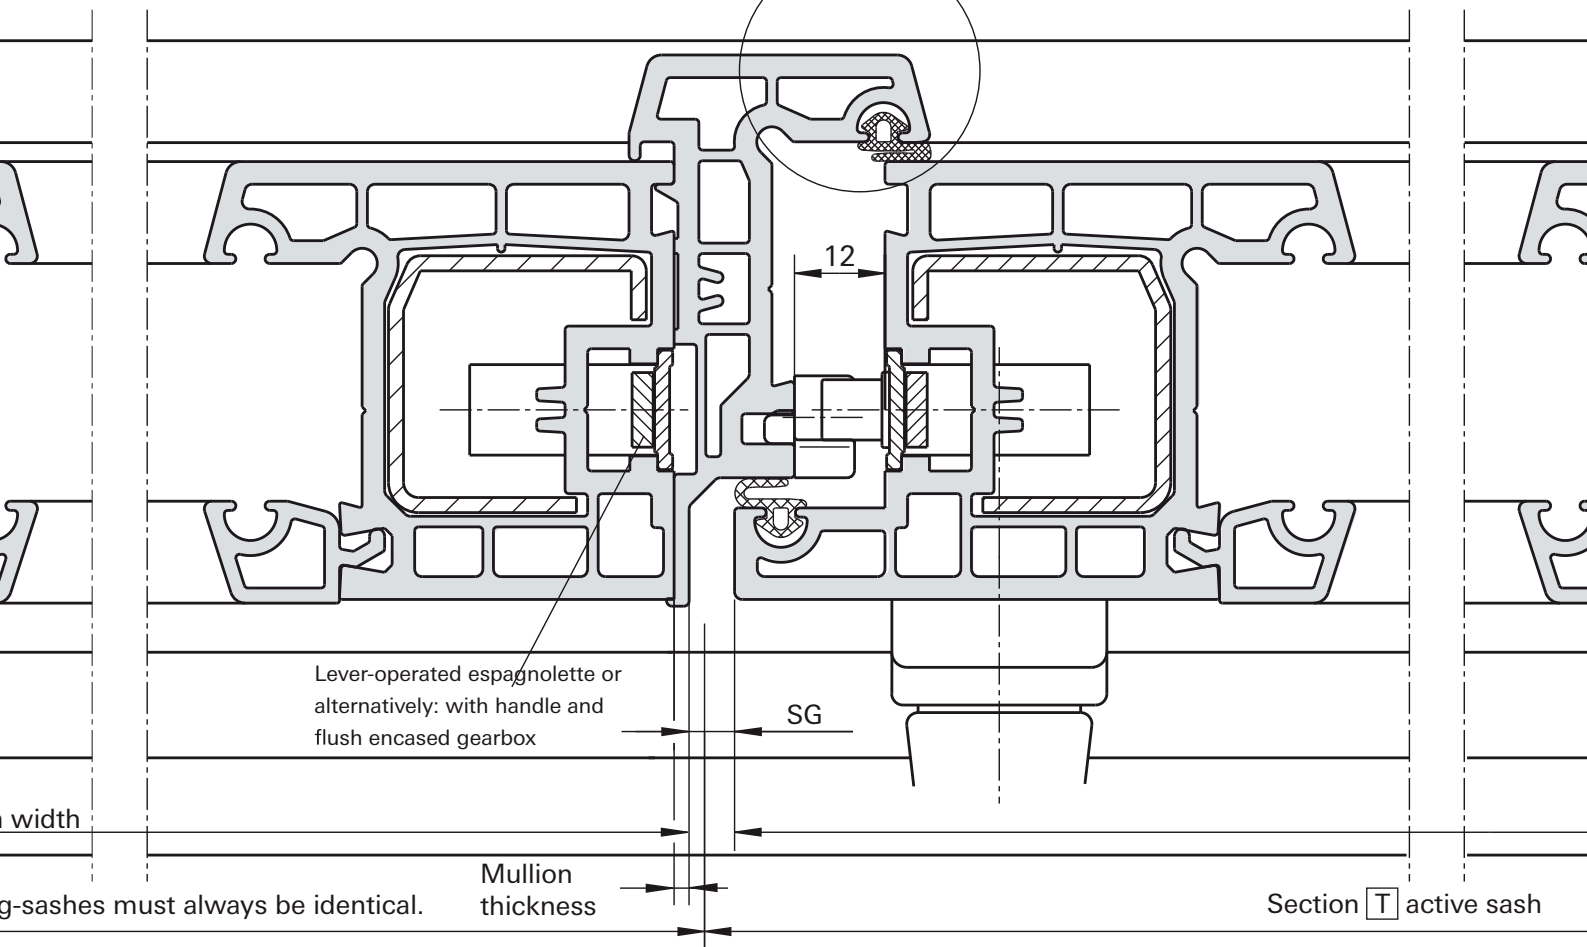 12
Lever-operated espagnolette or
alternatively: with handle and
flush encased gearbox
SG
width
Mullion
thickness
g-sashes must always be identical.
Section T active sash